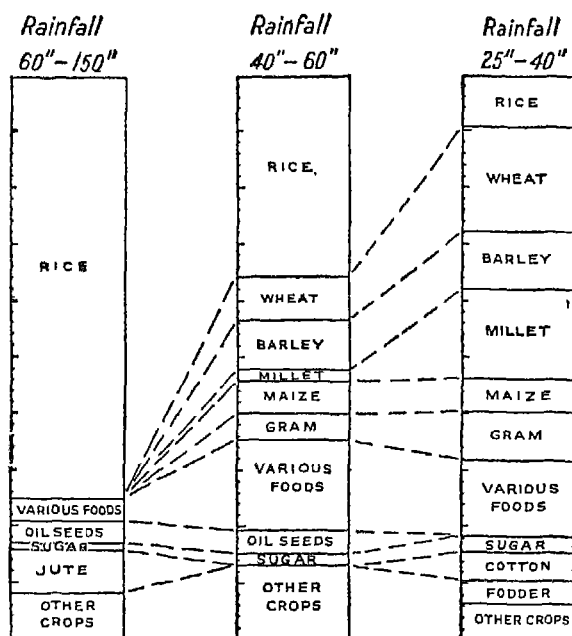 Rainfall
60"-150"
RICE
VARIOUS FOODS
OIL SEEDS
SUGAR
JUTE
OTHER
CROPS
Rainfall
40"-60"
RICE.
WHEAT
BARLEY
MILLET
MAIZE
GRAM
VARIOUS
FOODS
OIL SEEDS
SUGAR
OTHER
CROPS
Rainfall
25"-40"
RICE
WHEAT
BARLEY
MILLET
MAIZE
GRAM
VARIOUS
FOODS
SUGAR
COTTON
FODDER
OTHER CROPS